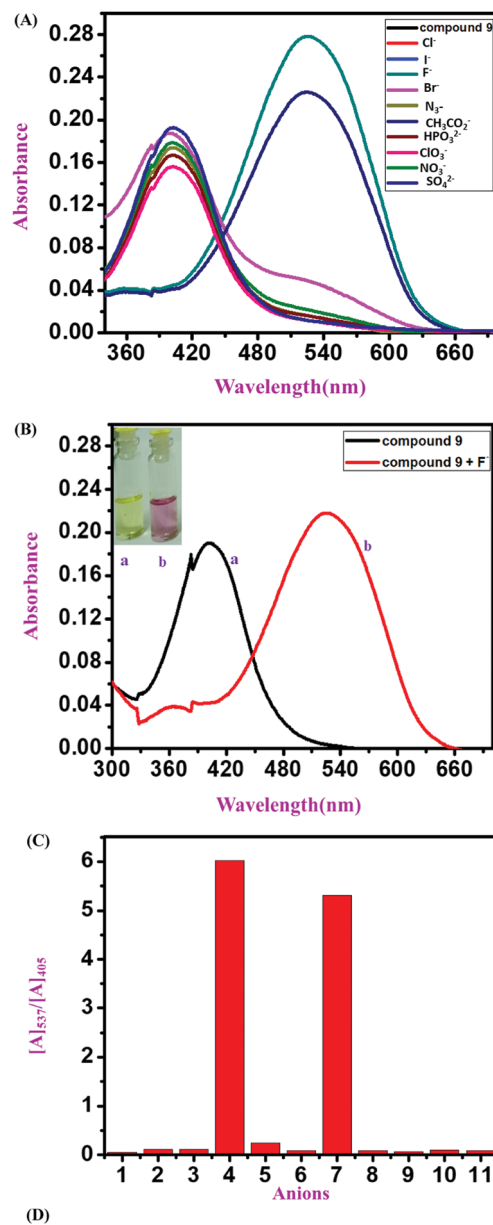 (A)
0.28
0.24
0.20
0.16
0.12
0.08
0.04
0.00
Absorbance
compound 9
Cl⁻
I⁻
F⁻
Br⁻
N₃-
CH₃CO₂⁻
HPO₃²⁻
ClO₃⁻
NO₃⁻
SO₄²⁻
360 420 480 540 600 660
Wavelength(nm)
(B)
0.28
0.24
0.20
0.16
0.12
0.08
0.04
0.00
Absorbance
compound 9
compound 9 + F⁻
a b a b
300 360 420 480 540 600 660
Wavelength(nm)
(C)
6
5
4
3
2
1
0
[A]₅₃₇/[A]₄₀₅
1 2 3 4 5 6 7 8 9 10 11
Anions
(D)